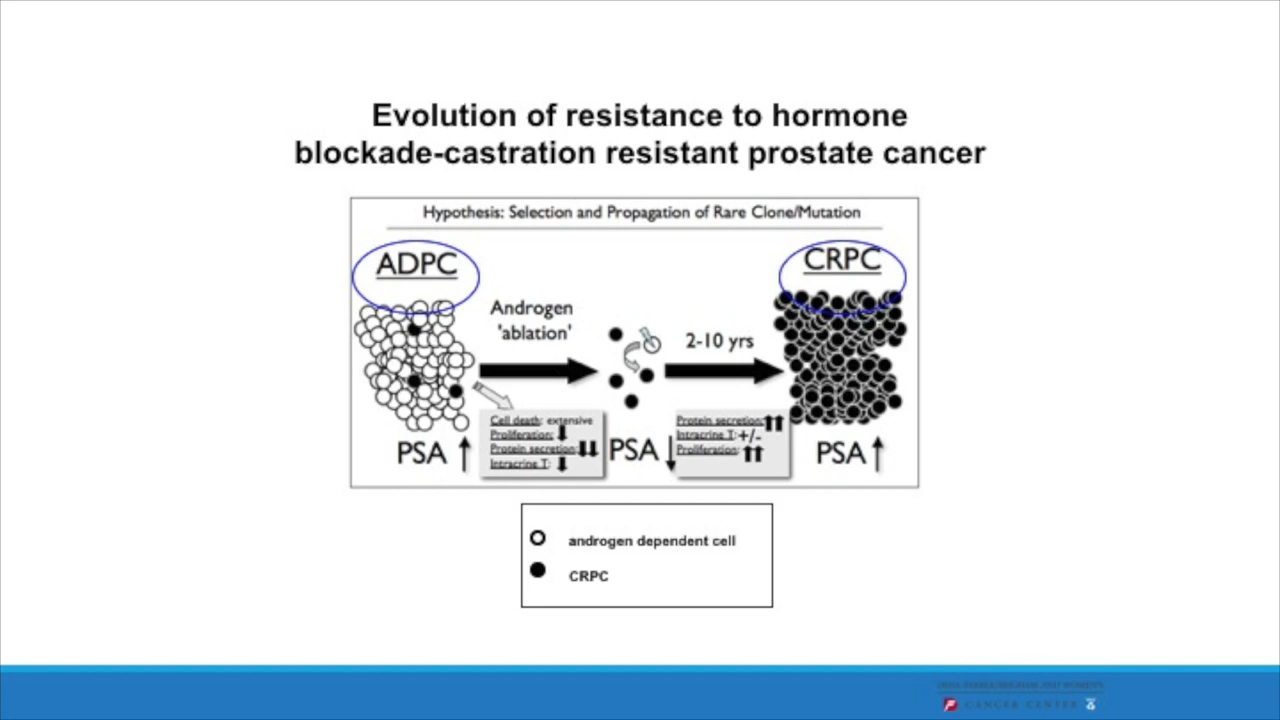 Evolution of resistance to hormone
blockade-castration resistant prostate cancer
Hypothesis: Selection and Propagation of Rare Clone/Mutation
ADPC
CRPC
Androgen
'ablation'
2-10 yrs
Cell death: extensive
Proliferation:
Protein secretion:
Intracrine T:
Protein secretion:
Intracrine T:+/-
Proliferation:
PSA
PSA
PSA
androgen dependent cell
CRPC
CANCER CENTER